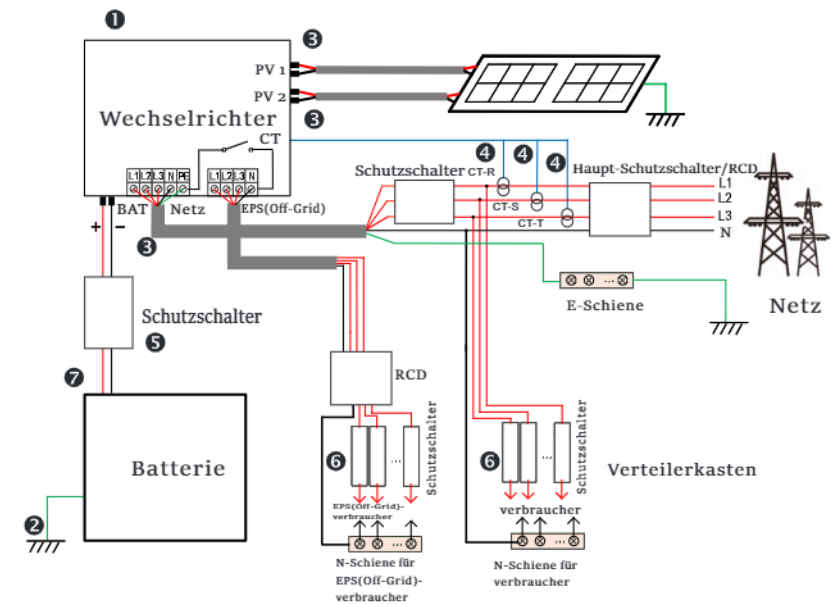 ❶
❸
PV 1
PV 2
❸
Wechselrichter
CT
L1 L2 L3 N PE
L1 L2 L3 N
BAT
Netz
EPS(Off-Grid)
+
−
❸
❹
❹
❹
Schutzschalter
CT-R
CT-S
CT-T
Haupt-Schutzschalter/RCD
L1
L2
L3
N
Netz
E-Schiene
...
Schutzschalter
❺
❼
Batterie
❷
RCD
❻
...
Schutzschalter
EPS(Off-Grid)-
verbraucher
...
N-Schiene für
EPS(Off-Grid)-
verbraucher
❻
...
Schutzschalter
verbraucher
...
N-Schiene für
verbraucher
Verteilerkasten